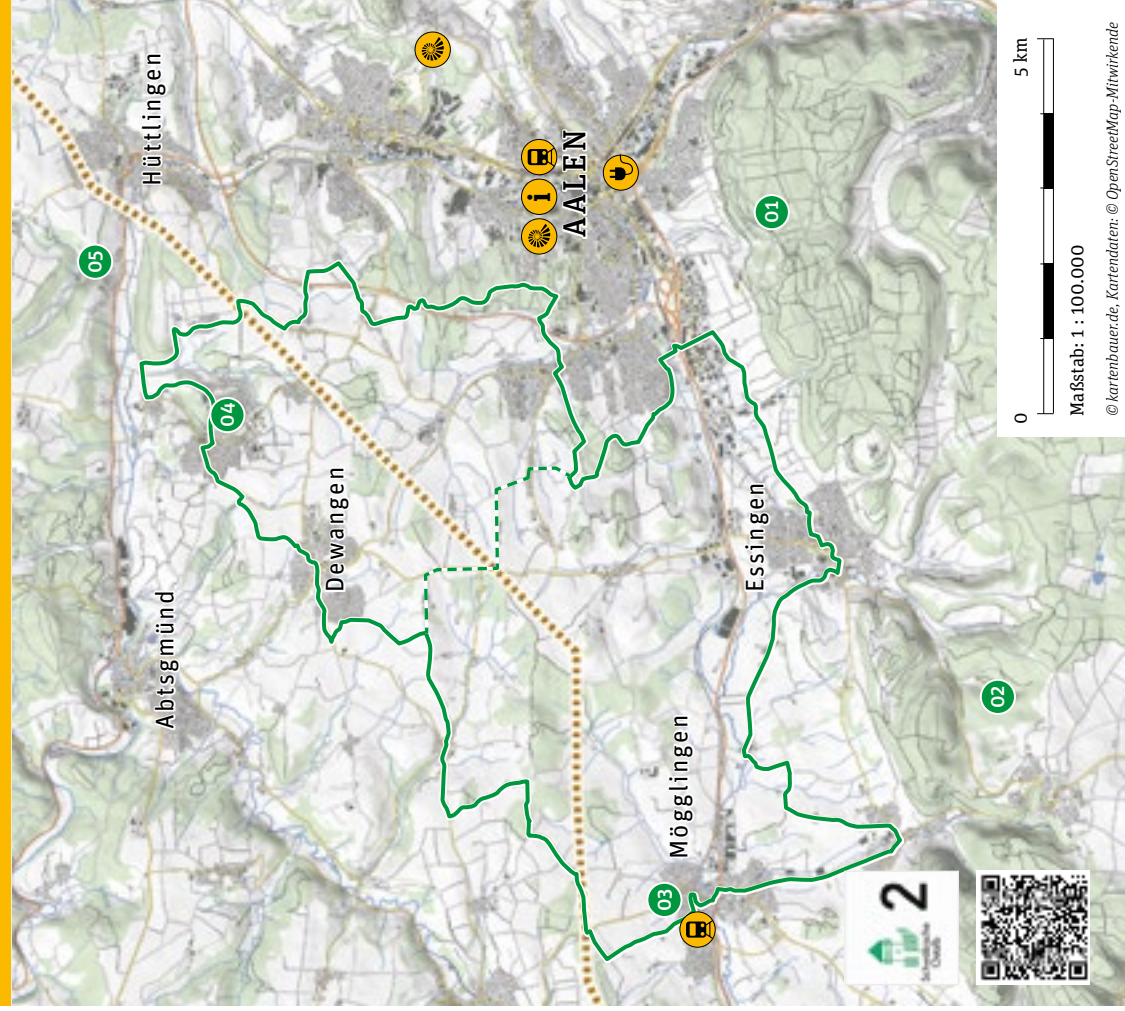 Hüttlingen
05
04
Abtsgmünd
Dewangen
i
AALEN
01
Essingen
02
Mögglingen
03
2
0
5 km
Maßstab: 1 : 100.000
© kartenbauer.de, Kartendaten: © OpenStreetMap-Mitwirkende